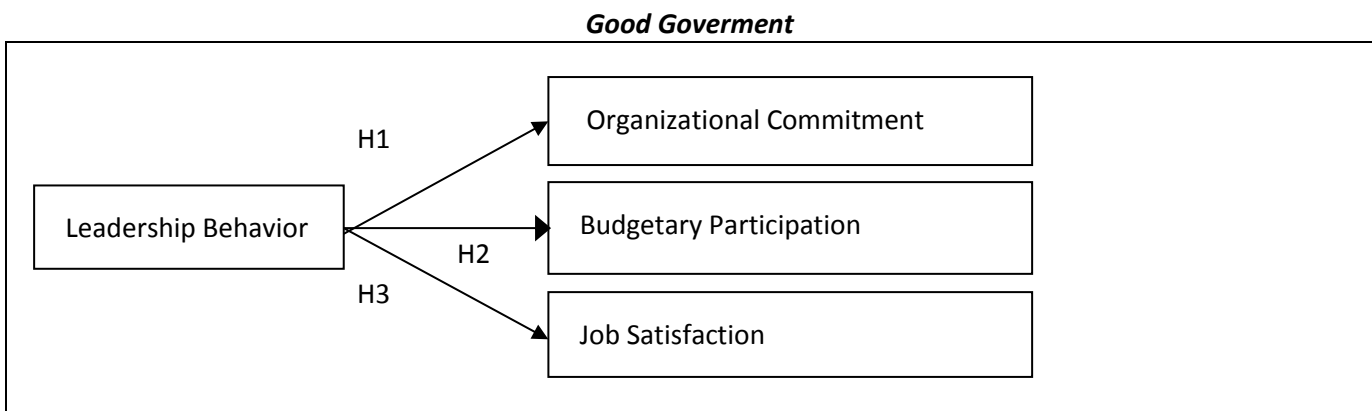 Good Goverment
Organizational Commitment
H1
Leadership Behavior
Budgetary Participation
H2
H3
Job Satisfaction